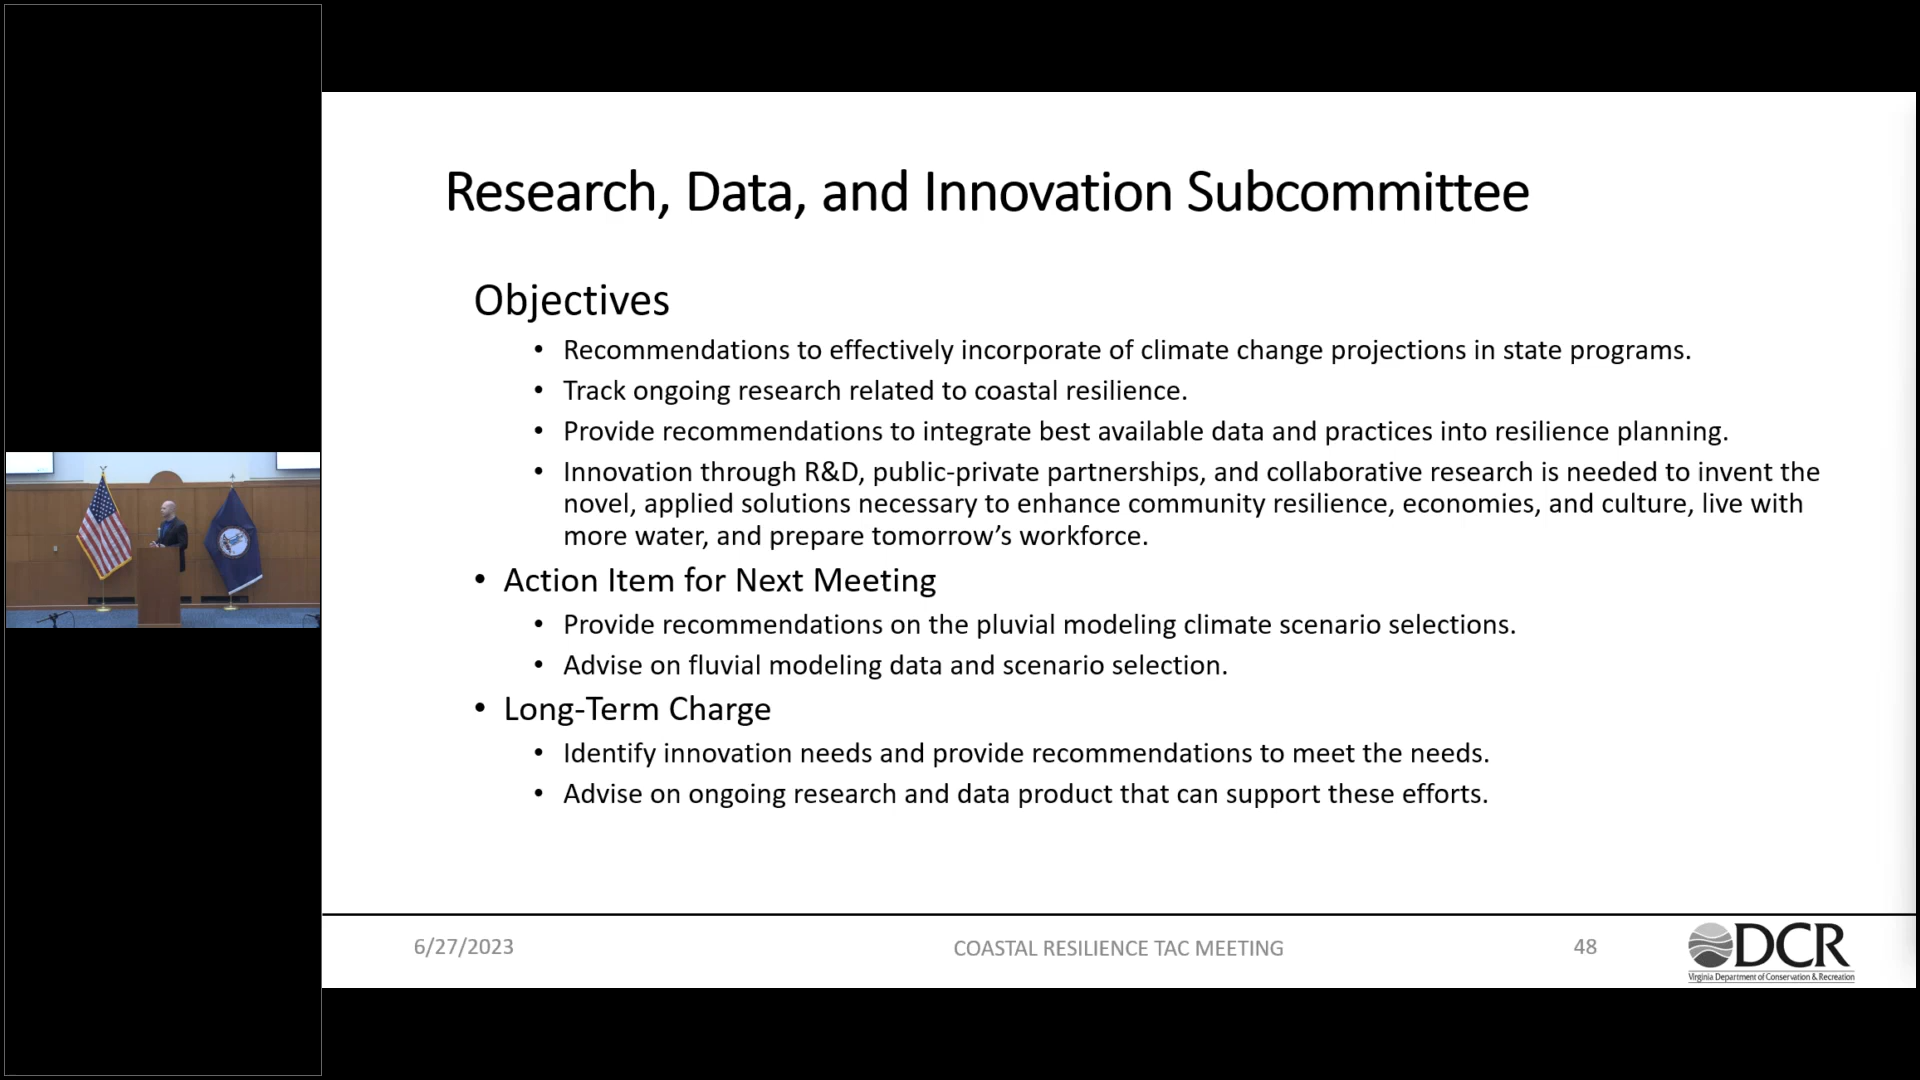 Research, Data, and Innovation Subcommittee
Objectives
• Recommendations to effectively incorporate of climate change projections in state programs.
• Track ongoing research related to coastal resilience.
• Provide recommendations to integrate best available data and practices into resilience planning.
• Innovation through R&D, public-private partnerships, and collaborative research is needed to invent the
novel, applied solutions necessary to enhance community resilience, economies, and culture, live with
more water, and prepare tomorrow’s workforce.
• Action Item for Next Meeting
• Provide recommendations on the pluvial modeling climate scenario selections.
• Advise on fluvial modeling data and scenario selection.
• Long-Term Charge
• Identify innovation needs and provide recommendations to meet the needs.
• Advise on ongoing research and data product that can support these efforts.
6/27/2023
COASTAL RESILIENCE TAC MEETING
48
DCR
Virginia Department of Conservation & Recreation